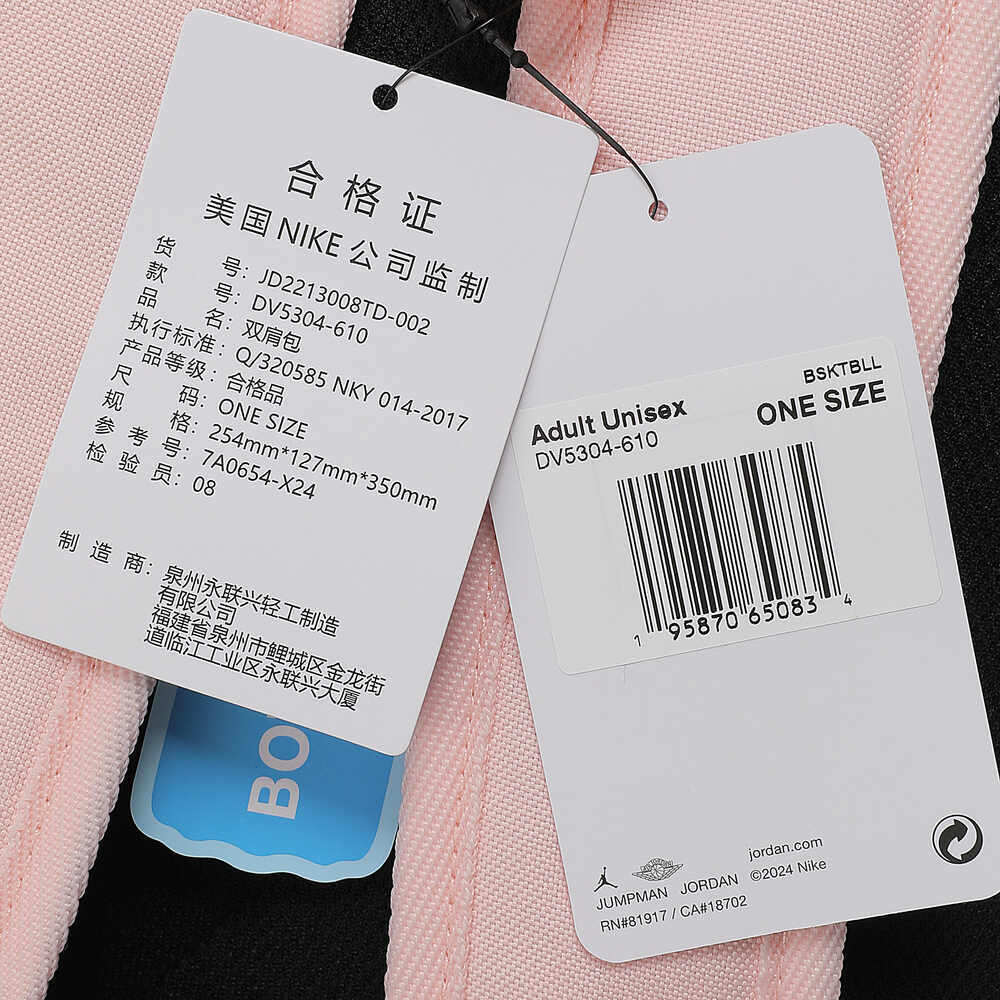 合格证
美国NIKE公司监制
货号：JD2213008TD-002
款号：DV5304-610
品名：双肩包
执行标准：Q/320585 NKY 014-2017
产品等级：合格品
尺码：ONE SIZE
规格：254mm*127mm*350mm
参考号：7A0654-X24
检验员：08
制造商：泉州永联兴轻工制造
有限公司
福建省泉州市鲤城区金龙街
道临江工业区永联兴大厦
BSKTBLL
Adult Unisex ONE SIZE
DV5304-610
1 95870 65083 4
jordan.com
JUMPMAN JORDAN ©2024 Nike
RN#81917 / CA#18702
BO